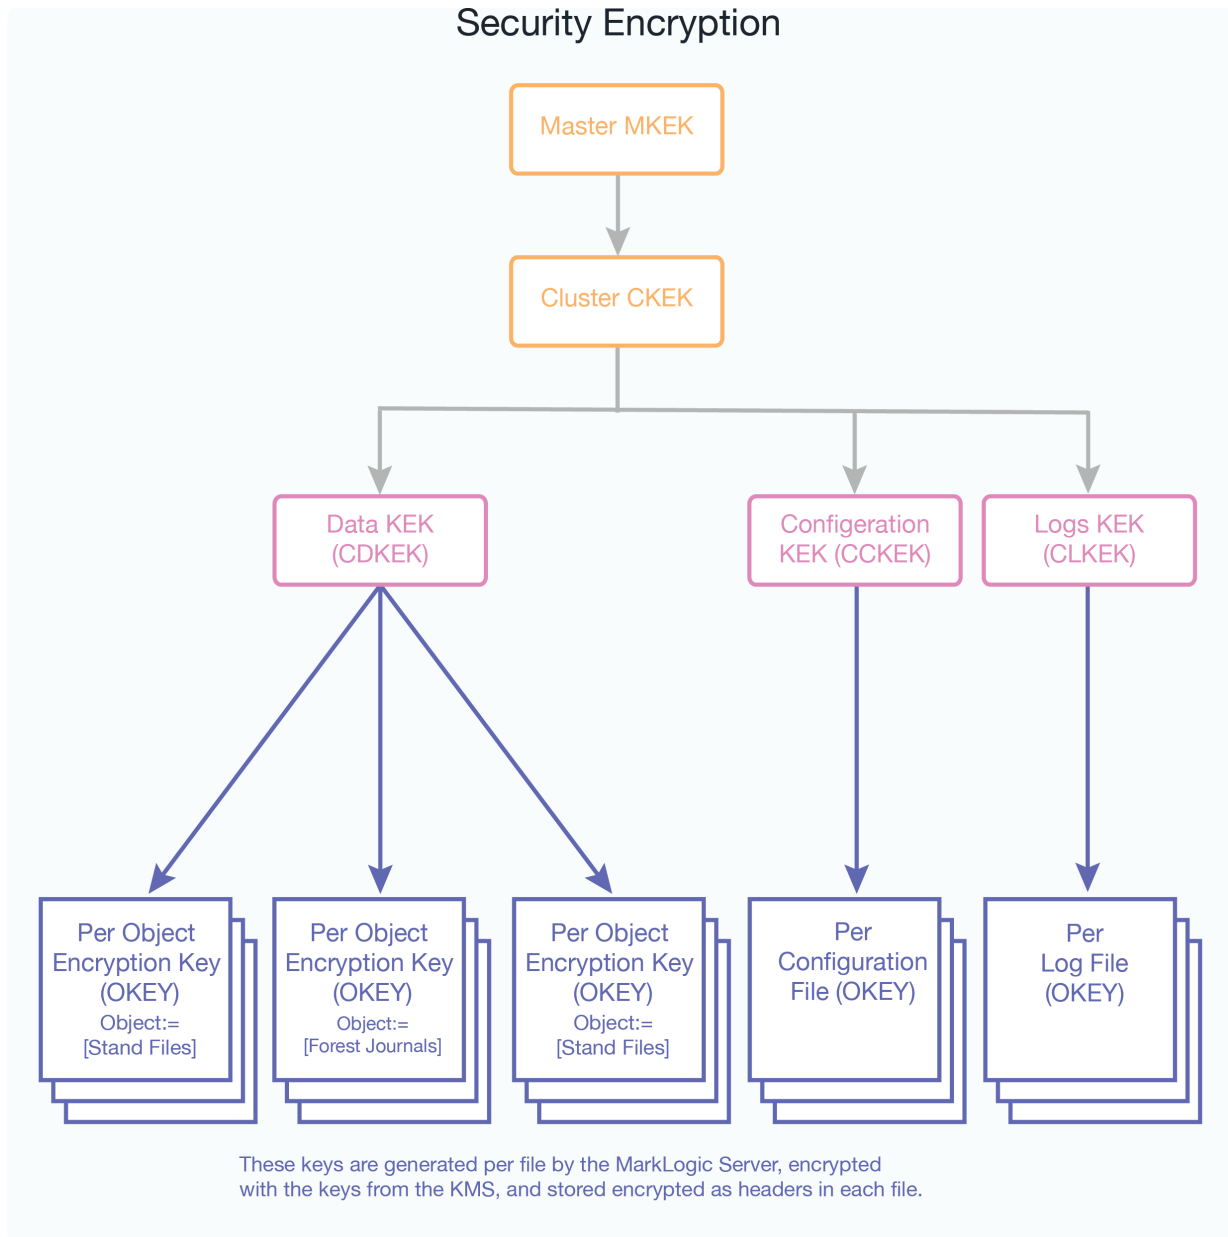 Security Encryption
Master MKEK
Cluster CKEK
Data KEK
(CDKEK)
Configeration
KEK (CCKEK)
Logs KEK
(CLKEK)
Per Object
Encryption Key
(OKEY)
Object:=
[Stand Files]
Per Object
Encryption Key
(OKEY)
Object:=
[Forest Journals]
Per Object
Encryption Key
(OKEY)
Object:=
[Stand Files]
Per
Configuration
File (OKEY)
Per
Log File
(OKEY)
These keys are generated per file by the MarkLogic Server, encrypted
with the keys from the KMS, and stored encrypted as headers in each file.